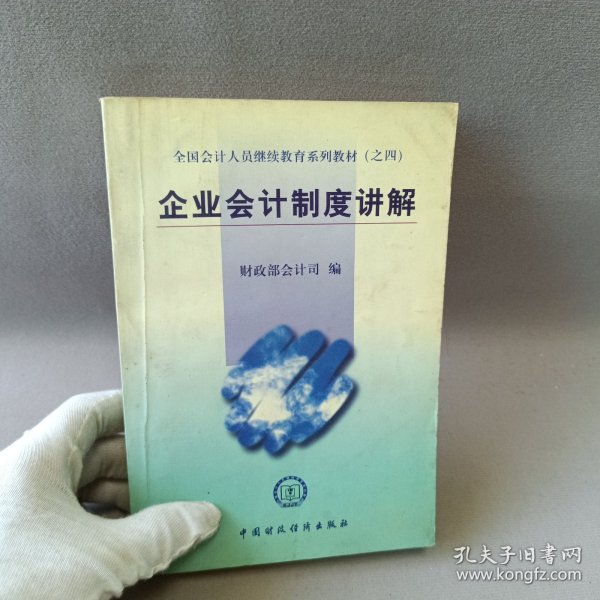 全国会计人员继续教育系列教材（之四）
企业会计制度讲解
财政部会计司 编
中国财政经济出版社
孔夫子旧书网
www.kongfz.com